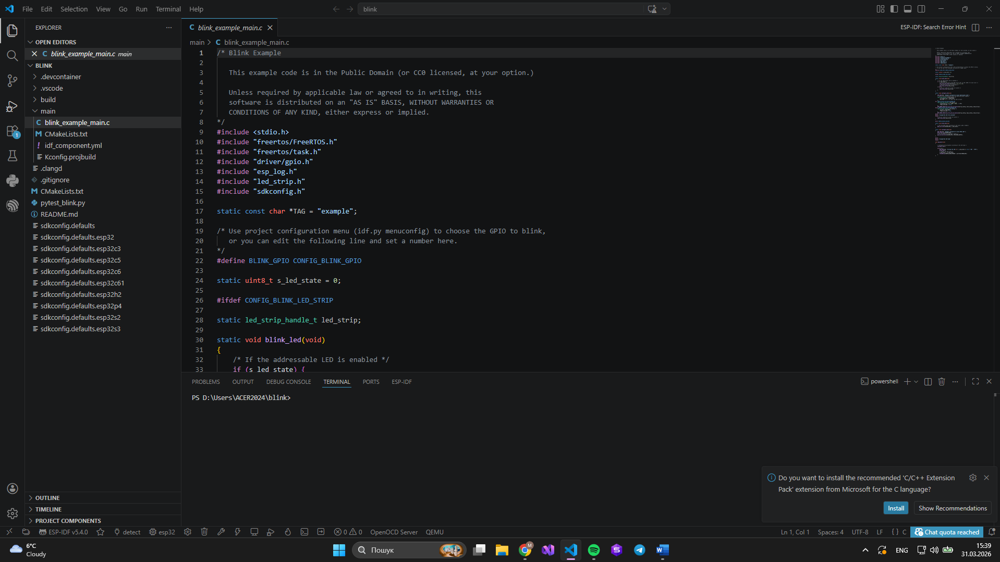 File Edit Selection View Go Run Terminal Help
blink
EXPLORER
OPEN EDITORS
blink_example_main.c main
BLINK
.devcontainer
.vscode
build
main
C blink_example_main.c
M CMakeLists.txt
! idf_component.yml
Kconfig.projbuild
.clangd
.gitignore
M CMakeLists.txt
pytest_blink.py
README.md
sdkconfig.defaults
sdkconfig.defaults.esp32
sdkconfig.defaults.esp32c3
sdkconfig.defaults.esp32c5
sdkconfig.defaults.esp32c6
sdkconfig.defaults.esp32c61
sdkconfig.defaults.esp32h2
sdkconfig.defaults.esp32p4
sdkconfig.defaults.esp32s2
sdkconfig.defaults.esp32s3
OUTLINE
TIMELINE
PROJECT COMPONENTS
C blink_example_main.c
ESP-IDF: Search Error Hint
main > C blink_example_main.c
1 /* Blink Example
2
3 This example code is in the Public Domain (or CC0 licensed, at your option.)
4
5 Unless required by applicable law or agreed to in writing, this
6 software is distributed on an "AS IS" BASIS, WITHOUT WARRANTIES OR
7 CONDITIONS OF ANY KIND, either express or implied.
8 */
9 #include <stdio.h>
10 #include "freertos/FreeRTOS.h"
11 #include "freertos/task.h"
12 #include "driver/gpio.h"
13 #include "esp_log.h"
14 #include "led_strip.h"
15 #include "sdkconfig.h"
16
17 static const char *TAG = "example";
18
19 /* Use project configuration menu (idf.py menuconfig) to choose the GPIO to blink,
20 or you can edit the following line and set a number here.
21 */
22 #define BLINK_GPIO CONFIG_BLINK_GPIO
23
24 static uint8_t s_led_state = 0;
25
26 #ifdef CONFIG_BLINK_LED_STRIP
27
28 static led_strip_handle_t led_strip;
29
30 static void blink_led(void)
31 {
32 /* If the addressable LED is enabled */
33 if (s_led_state) {
PROBLEMS OUTPUT DEBUG CONSOLE TERMINAL PORTS ESP-IDF
powershell
PS D:\Users\ACER2024\blink>
Do you want to install the recommended 'C/C++ Extension
Pack' extension from Microsoft for the C language?
Install
Show Recommendations
ESP-IDF v5.4.0 detect esp32 0 0 OpenOCD Server QEMU
Ln 1, Col 1 Spaces: 4 UTF-8 LF { } C Chat quota reached
6°C
Cloudy
Пошук
ENG
15:39
31.03.2026